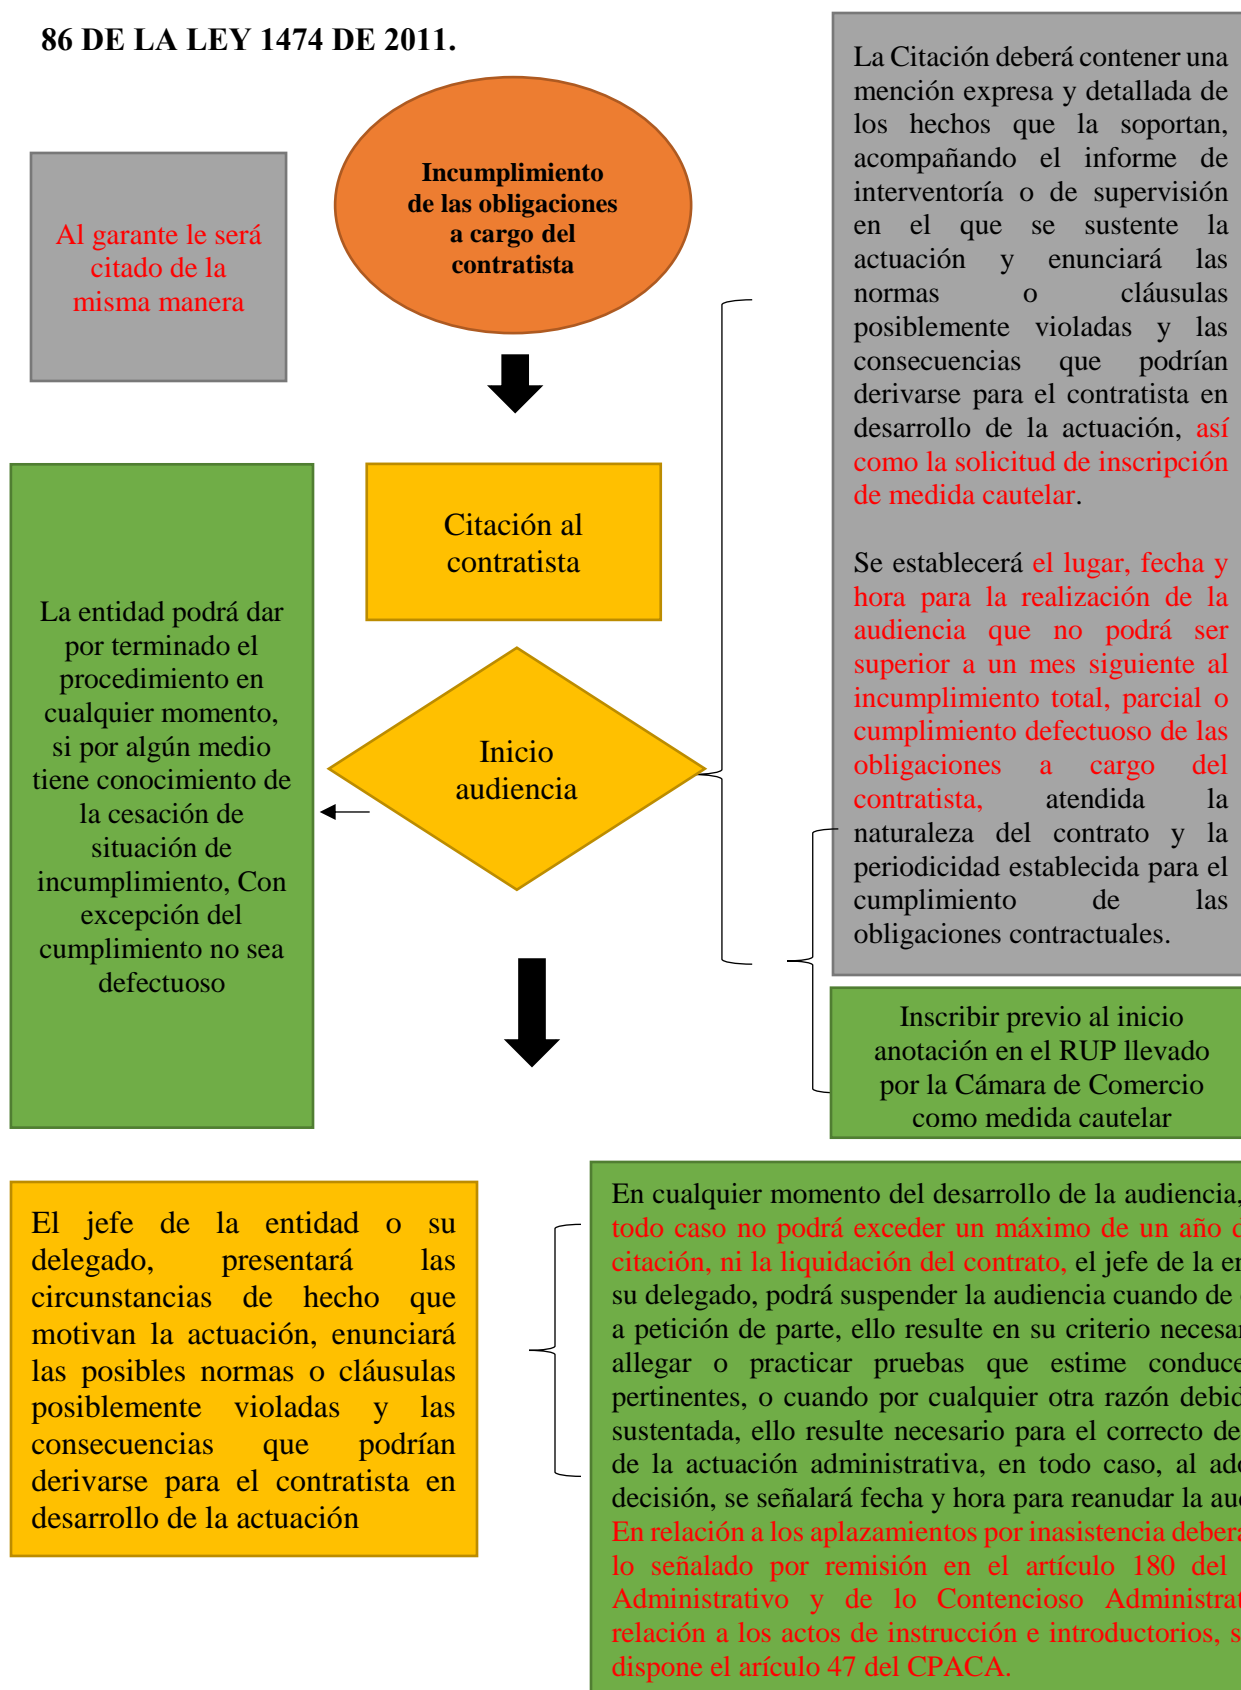 86 DE LA LEY 1474 DE 2011.
Incumplimiento
de las obligaciones
a cargo del
contratista
Al garante le será
citado de la
misma manera
La Citación deberá contener una
mención expresa y detallada de
los hechos que la soportan,
acompañando el informe de
interventoría o de supervisión
en el que se sustente la
actuación y enunciará las
normas o cláusulas
posiblemente violadas y las
consecuencias que podrían
derivarse para el contratista en
desarrollo de la actuación, así
como la solicitud de inscripción
de medida cautelar.
Se establecerá el lugar, fecha y
hora para la realización de la
audiencia que no podrá ser
superior a un mes siguiente al
incumplimiento total, parcial o
cumplimiento defectuoso de las
obligaciones a cargo del
contratista, atendida la
naturaleza del contrato y la
periodicidad establecida para el
cumplimiento de las
obligaciones contractuales.
Citación al
contratista
La entidad podrá dar
por terminado el
procedimiento en
cualquier momento,
si por algún medio
tiene conocimiento de
la cesación de
situación de
incumplimiento, Con
excepción del
cumplimiento no sea
defectuoso
Inicio
audiencia
Inscribir previo al inicio
anotación en el RUP llevado
por la Cámara de Comercio
como medida cautelar
El jefe de la entidad o su
delegado, presentará las
circunstancias de hecho que
motivan la actuación, enunciará
las posibles normas o cláusulas
posiblemente violadas y las
consecuencias que podrían
derivarse para el contratista en
desarrollo de la actuación
En cualquier momento del desarrollo de la audiencia,
todo caso no podrá exceder un máximo de un año
citación, ni la liquidación del contrato, el jefe de la
su delegado, podrá suspender la audiencia cuando de
a petición de parte, ello resulte en su criterio
allegar o practicar pruebas que estime
pertinentes, o cuando por cualquier otra razón
sustentada, ello resulte necesario para el correcto
de la actuación administrativa, en todo caso, al
decisión, se señalará fecha y hora para reanudar la
En relación a los aplazamientos por inasistencia
lo señalado por remisión en el artículo 180 del
Administrativo y de lo Contencioso
relación a los actos de instrucción e introductorios,
dispone el arículo 47 del CPACA.